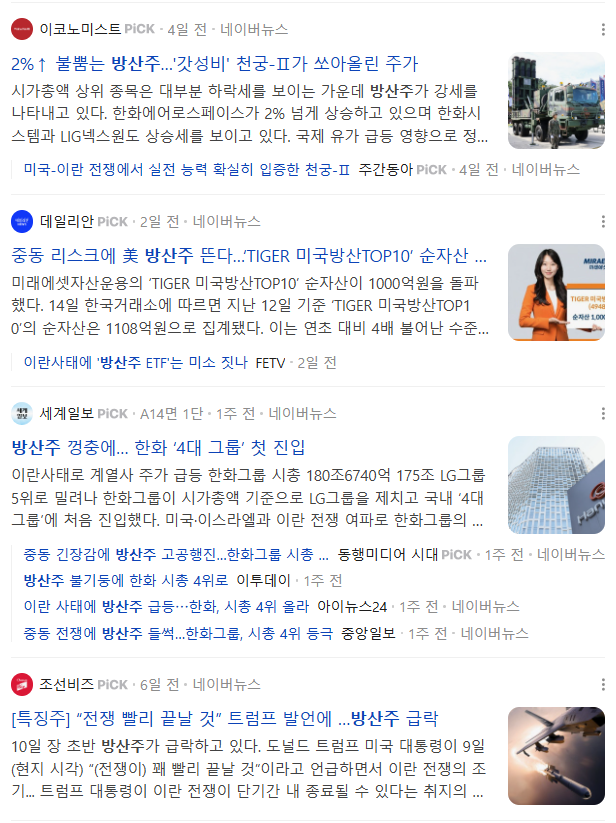 이코노미스트PiCK · 4일 전 · 네이버뉴스
2%↑ 불뿜는 방산주...'갓성비' 천궁-Ⅱ가 쏘아올린 주가
시가총액 상위 종목은 대부분 하락세를 보이는 가운데 방산주가 강세를
나타내고 있다. 한화에어로스페이스가 2% 넘게 상승하고 있으며 한화시
스템과 LIG넥스원도 상승세를 보이고 있다. 국제 유가 급등 영향으로 정...
미국-이란 전쟁에서 실전 능력 확실히 입증한 천궁-Ⅱ 주간동아PiCK · 4일 전 · 네이버뉴스
데일리안PiCK · 2일 전 · 네이버뉴스
중동 리스크에 美 방산주 뜬다...‘TIGER 미국방산TOP10’ 순자산 ...
미래에셋자산운용의 ‘TIGER 미국방산TOP10’ 순자산이 1000억원을 돌파
했다. 14일 한국거래소에 따르면 지난 12일 기준 ‘TIGER 미국방산TOP1
0’의 순자산은 1108억원으로 집계됐다. 이는 연초 대비 4배 불어난 수준...
MIRAE
TIGER 미국방
순자산 1,000
이란사태에 '방산주 ETF'는 미소 짓나 FETV · 2일 전
세계일보PiCK · A14면 1단 · 1주 전 · 네이버뉴스
방산주 껑충에... 한화 ‘4대 그룹’ 첫 진입
이란사태로 계열사 주가 급등 한화그룹 시총 180조6740억 175조 LG그룹
5위로 밀려나 한화그룹이 시가총액 기준으로 LG그룹을 제치고 국내 ‘4대
그룹’에 처음 진입했다. 미국·이스라엘과 이란 전쟁 여파로 한화그룹의 ...
중동 긴장감에 방산주 고공행진...한화그룹 시총 ... 동행미디어 시대PiCK · 1주 전 · 네이버뉴스
방산주 불기둥에 한화 시총 4위로 이투데이 · 1주 전
이란 사태에 방산주 급등…한화, 시총 4위 올라 아이뉴스24 · 1주 전 · 네이버뉴스
중동 전쟁에 방산주 들썩...한화그룹, 시총 4위 등극 중앙일보 · 1주 전 · 네이버뉴스
조선비즈PiCK · 6일 전 · 네이버뉴스
[특징주] “전쟁 빨리 끝날 것” 트럼프 발언에 ...방산주 급락
10일 장 초반 방산주가 급락하고 있다. 도널드 트럼프 미국 대통령이 9일
(현지 시각) “(전쟁이) 꽤 빨리 끝날 것”이라고 언급하면서 이란 전쟁의 조
기... 트럼프 대통령이 이란 전쟁이 단기간 내 종료될 수 있다는 취지의 ...